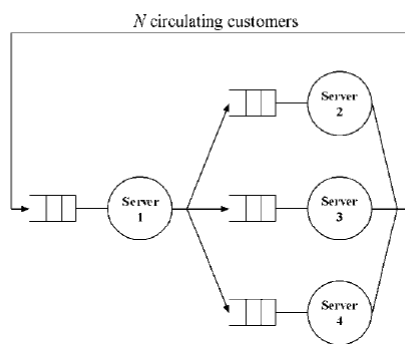 N circulating customers
Server
2
Server
1
Server
3
Server
4